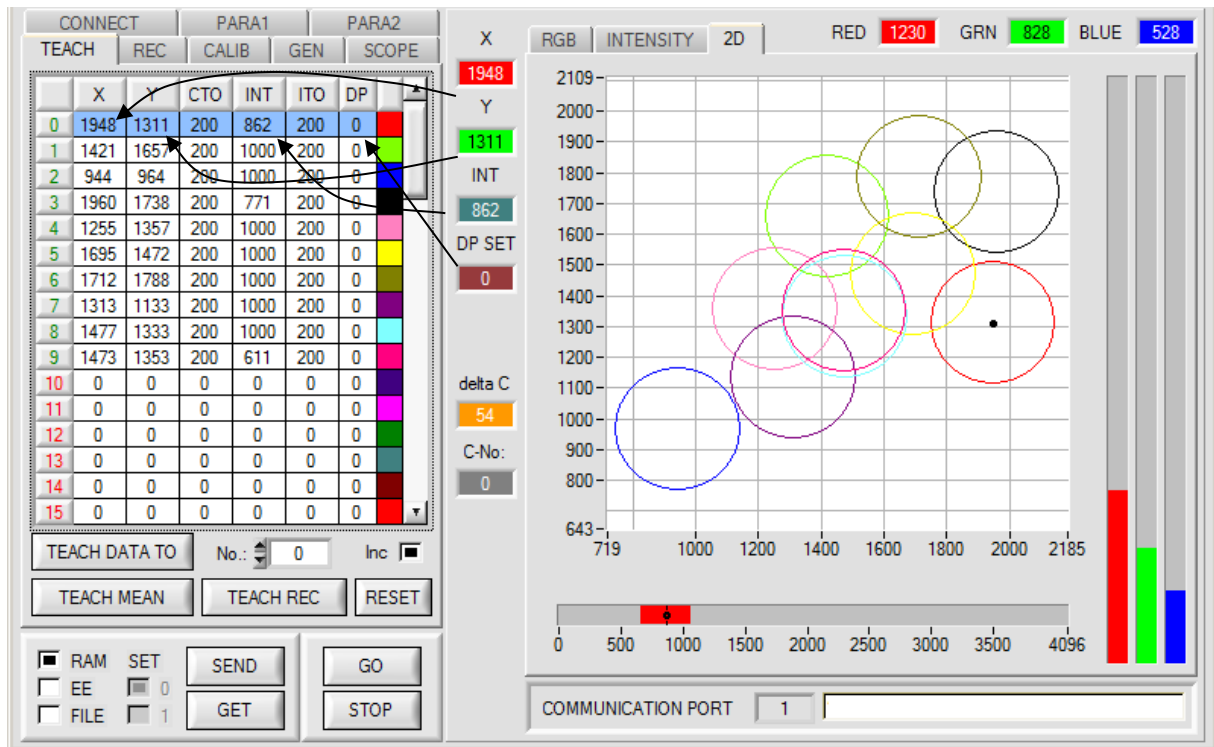 CONNECT PARA1 PARA2
TEACH REC CALIB GEN SCOPE
X Y CTO INT ITO DP
0 1948 1311 200 862 200 0
1 1421 1657 200 1000 200 0
2 944 964 200 1000 200 0
3 1960 1738 200 771 200 0
4 1255 1357 200 1000 200 0
5 1695 1472 200 1000 200 0
6 1712 1788 200 1000 200 0
7 1313 1133 200 1000 200 0
8 1477 1333 200 1000 200 0
9 1473 1353 200 611 200 0
10 0 0 0 0 0 0
11 0 0 0 0 0 0
12 0 0 0 0 0 0
13 0 0 0 0 0 0
14 0 0 0 0 0 0
15 0 0 0 0 0 0
TEACH DATA TO No.: 0 Inc
TEACH MEAN TEACH REC RESET
RAM SET SEND GO
EE 0
FILE 1 GET STOP
X
1948
Y
1311
INT
862
DP SET
0
delta C
54
C-No:
0
RGB INTENSITY 2D RED 1230 GRN 828 BLUE 528
2109
2000
1900
1800
1700
1600
1500
1400
1300
1200
1100
1000
900
800
643
719 1000 1200 1400 1600 1800 2000 2185
0 500 1000 1500 2000 2500 3000 3500 4096
COMMUNICATION PORT 1